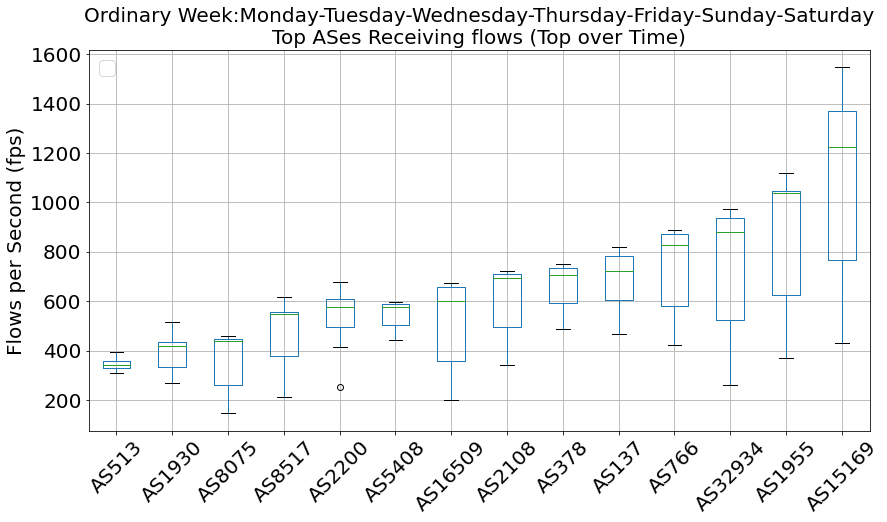 Ordinary Week:Monday-Tuesday-Wednesday-Thursday-Friday-Sunday-Saturday
Top ASes Receiving flows (Top over Time)
Flows per Second (fps)
1600
1400
1200
1000
800
600
400
200
AS513
AS1930
AS8075
AS8517
AS2200
AS5408
AS16509
AS2108
AS378
AS137
AS766
AS32934
AS1955
AS15169